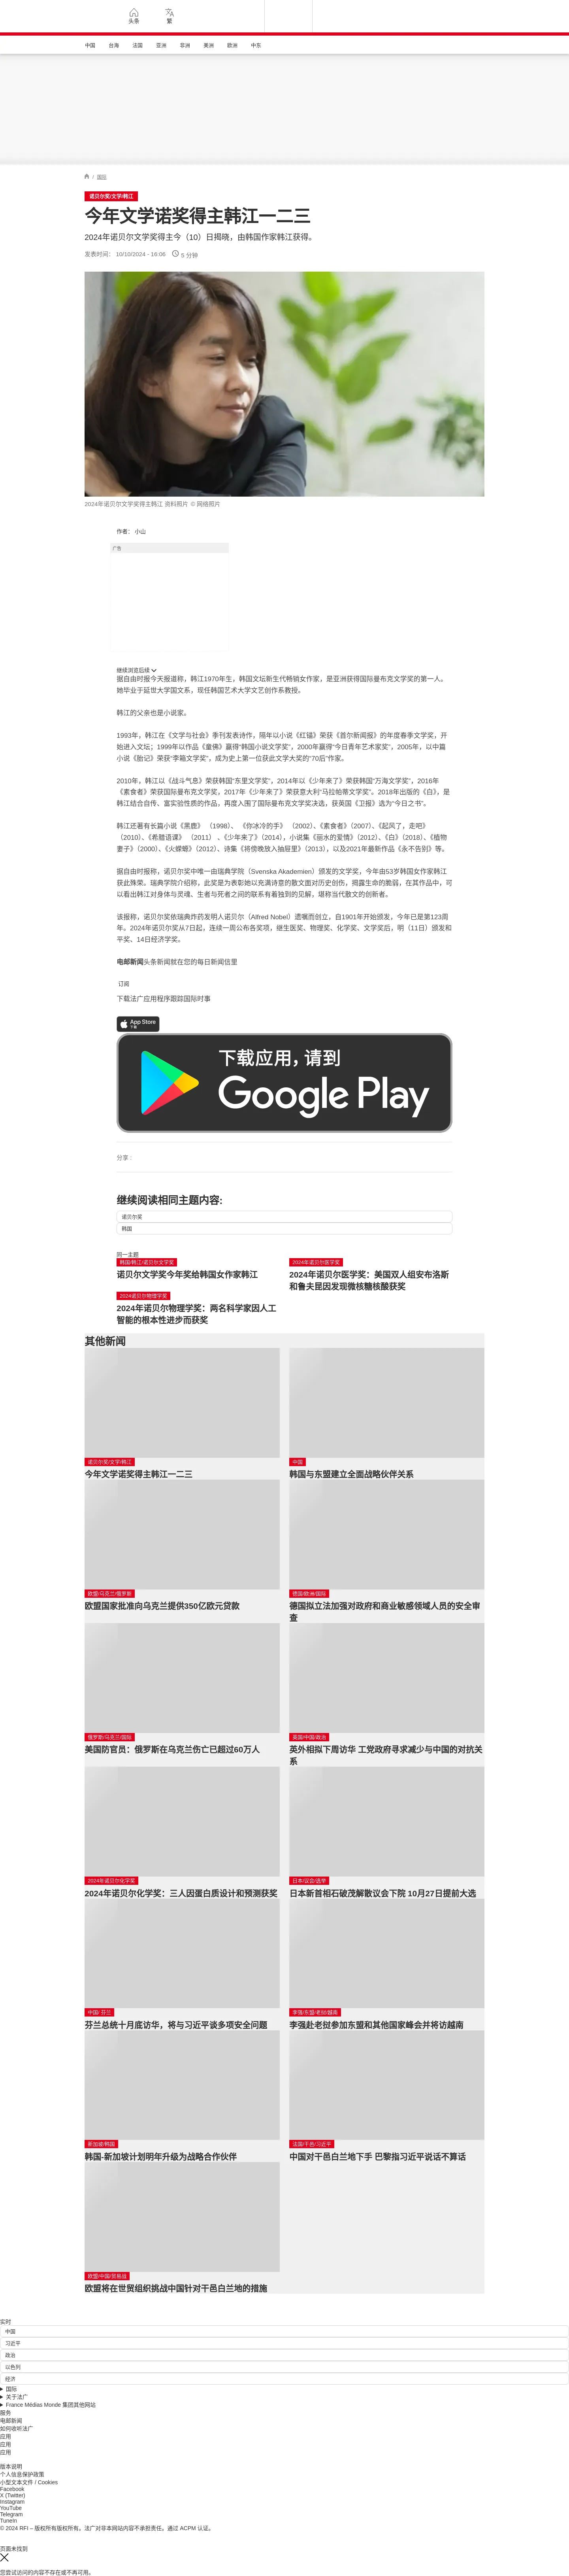 头条
繁
中国
台海
法国
亚洲
非洲
美洲
欧洲
中东
/ 国际
诺贝尔奖/文学/韩江
今年文学诺奖得主韩江一二三
2024年诺贝尔文学奖得主今（10）日揭晓，由韩国作家韩江获得。
发表时间： 10/10/2024 - 16:06 5 分钟
2024年诺贝尔文学奖得主韩江 资料照片 © 网络照片
作者： 小山
广告
继续浏览后续
据自由时报今天报道称，韩江1970年生，韩国文坛新生代畅销女作家，是亚洲获得国际曼布克文学奖的第一人。
她毕业于延世大学国文系，现任韩国艺术大学文艺创作系教授。
韩江的父亲也是小说家。
1993年，韩江在《文学与社会》季刊发表诗作，隔年以小说《红锚》荣获《首尔新闻报》的年度春季文学奖，开
始进入文坛；1999年以作品《童佛》赢得“韩国小说文学奖”，2000年赢得“今日青年艺术家奖”，2005年，以中篇
小说《胎记》荣获“李箱文学奖”，成为史上第一位获此文学大奖的“70后”作家。
2010年，韩江以《战斗气息》荣获韩国“东里文学奖”，2014年以《少年来了》荣获韩国“万海文学奖”，2016年
《素食者》荣获国际曼布克文学奖，2017年《少年来了》荣获意大利“马拉帕蒂文学奖”。2018年出版的《白》，是
韩江结合自传、富实验性质的作品，再度入围了国际曼布克文学奖决选，获英国《卫报》选为“今日之书”。
韩江还著有长篇小说《黑鹿》 （1998）、 《你冰冷的手》 （2002）、《素食者》（2007）、《起风了，走吧》
（2010）、《希腊语课》 （2011） 、《少年来了》（2014），小说集《丽水的爱情》（2012）、《白》（2018）、《植物
妻子》（2000）、《火蝾螈》（2012）、诗集《将傍晚放入抽屉里》（2013），以及2021年最新作品《永不告别》等。
据自由时报称，诺贝尔奖中唯一由瑞典学院（Svenska Akademien）颁发的文学奖，今年由53岁韩国女作家韩江
获此殊荣。瑞典学院介绍称，此奖是为表彰她以充满诗意的散文面对历史创伤，揭露生命的脆弱，在其作品中，可
以看出韩江对身体与灵魂、生者与死者之间的联系有着独到的见解，堪称当代散文的创新者。
该报称，诺贝尔奖依瑞典炸药发明人诺贝尔（Alfred Nobel）遗嘱而创立，自1901年开始颁发，今年已是第123周
年。2024年诺贝尔奖从7日起，连续一周公布各奖项，继生医奖、物理奖、化学奖、文学奖后，明（11日）颁发和
平奖、14日经济学奖。
电邮新闻头条新闻就在您的每日新闻信里
订阅
下载法广应用程序跟踪国际时事
App Store
下载
下载应用，请到
Google Play
分享 :
继续阅读相同主题内容:
诺贝尔奖
韩国
同一主题
韩国/韩江/诺贝尔文学奖
诺贝尔文学奖今年奖给韩国女作家韩江
2024年诺贝尔医学奖
2024年诺贝尔医学奖：美国双人组安布洛斯
和鲁夫昆因发现微核糖核酸获奖
2024诺贝尔物理学奖
2024年诺贝尔物理学奖：两名科学家因人工
智能的根本性进步而获奖
其他新闻
诺贝尔奖/文学/韩江
今年文学诺奖得主韩江一二三
中国
韩国与东盟建立全面战略伙伴关系
欧盟/乌克兰/俄罗斯
欧盟国家批准向乌克兰提供350亿欧元贷款
德国/欧洲/国际
德国拟立法加强对政府和商业敏感领域人员的安全审
查
俄罗斯/乌克兰/国际
美国防官员：俄罗斯在乌克兰伤亡已超过60万人
英国/中国/政治
英外相拟下周访华 工党政府寻求减少与中国的对抗关
系
2024年诺贝尔化学奖
2024年诺贝尔化学奖：三人因蛋白质设计和预测获奖
日本/议会/选举
日本新首相石破茂解散议会下院 10月27日提前大选
中国/ 芬兰
芬兰总统十月底访华，将与习近平谈多项安全问题
李强/东盟/老挝/越南
李强赴老挝参加东盟和其他国家峰会并将访越南
新加坡/韩国
韩国-新加坡计划明年升级为战略合作伙伴
法国/干邑/习近平
中国对干邑白兰地下手 巴黎指习近平说话不算话
欧盟/中国/贸易战
欧盟将在世贸组织挑战中国针对干邑白兰地的措施
实时
中国
习近平
政治
以色列
经济
国际
关于法广
France Médias Monde 集团其他网站
服务
电邮新闻
如何收听法广
应用
应用
应用
版本说明
个人信息保护政策
小型文本文件 / Cookies
Facebook
X (Twitter)
Instagram
YouTube
Telegram
TuneIn
© 2024 RFI – 版权所有版权所有。法广对非本网站内容不承担责任。通过 ACPM 认证。
页面未找到
您尝试访问的内容不存在或不再可用。